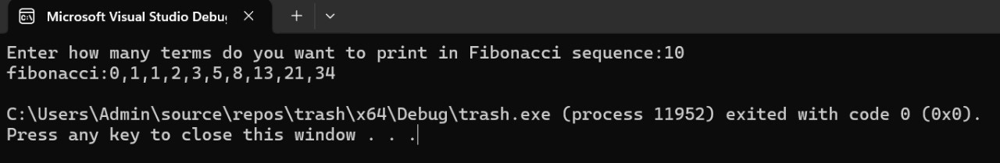 Microsoft Visual Studio Debu
Enter how many terms do you want to print in Fibonacci sequence:10
fibonacci:0,1,1,2,3,5,8,13,21,34
C:\Users\Admin\source\repos\trash\x64\Debug\trash.exe (process 11952) exited with code 0 (0x0).
Press any key to close this window . . .